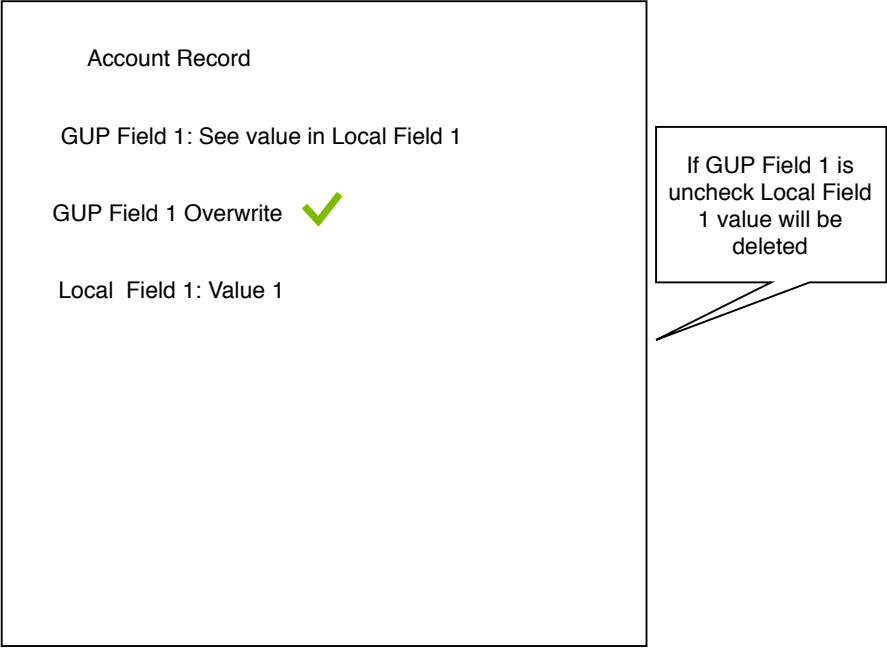 Account Record
GUP Field 1: See value in Local Field 1
GUP Field 1 Overwrite
Local  Field 1: Value 1
If GUP Field 1 is
uncheck Local Field
1 value will be
deleted